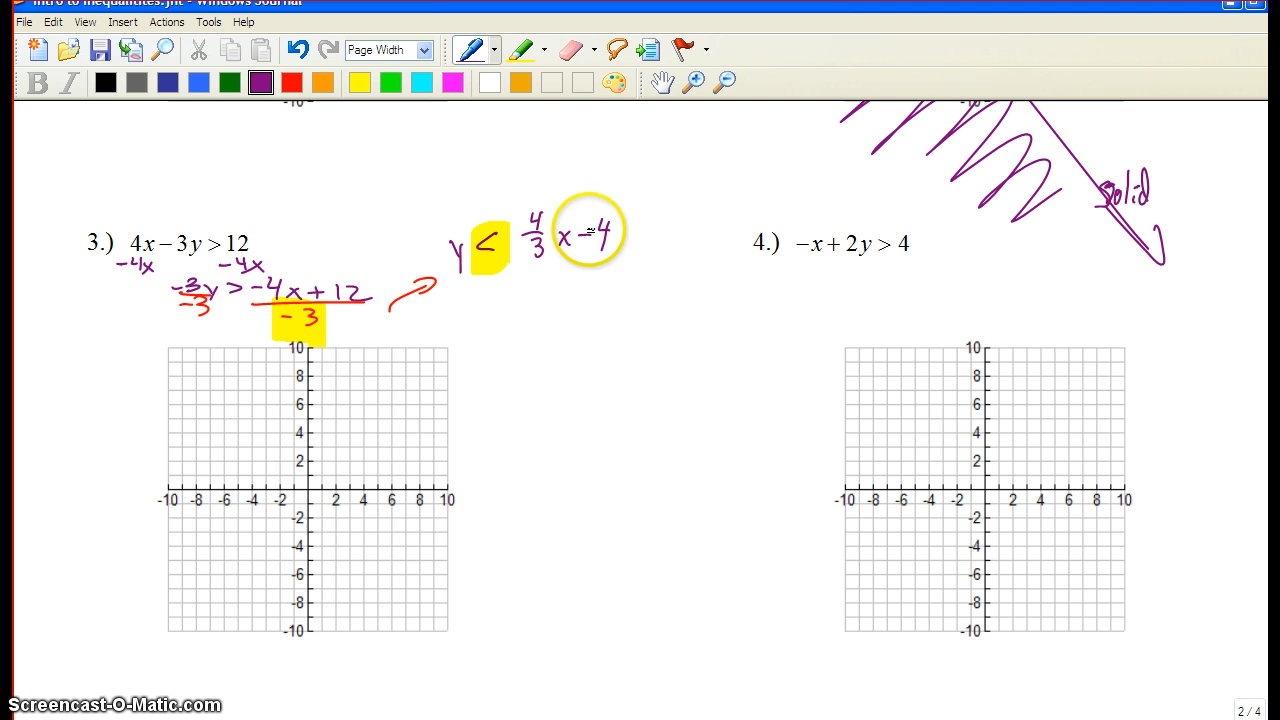 Intro to inequalitites.jnt - Windows Journal
File Edit View Insert Actions Tools Help
Page Width
B I
-10
-10
solid
3.) 4x − 3y > 12
y < 4/3 x − 4
4.) −x + 2y > 4
−4x −4x
−3y > −4x + 12
−3 −3
10
8
6
4
2
-10 -8 -6 -4 -2 2 4 6 8 10
-2
-4
-6
-8
-10
10
8
6
4
2
-10 -8 -6 -4 -2 2 4 6 8 10
-2
-4
-6
-8
-10
Screencast-O-Matic.com
2 / 4